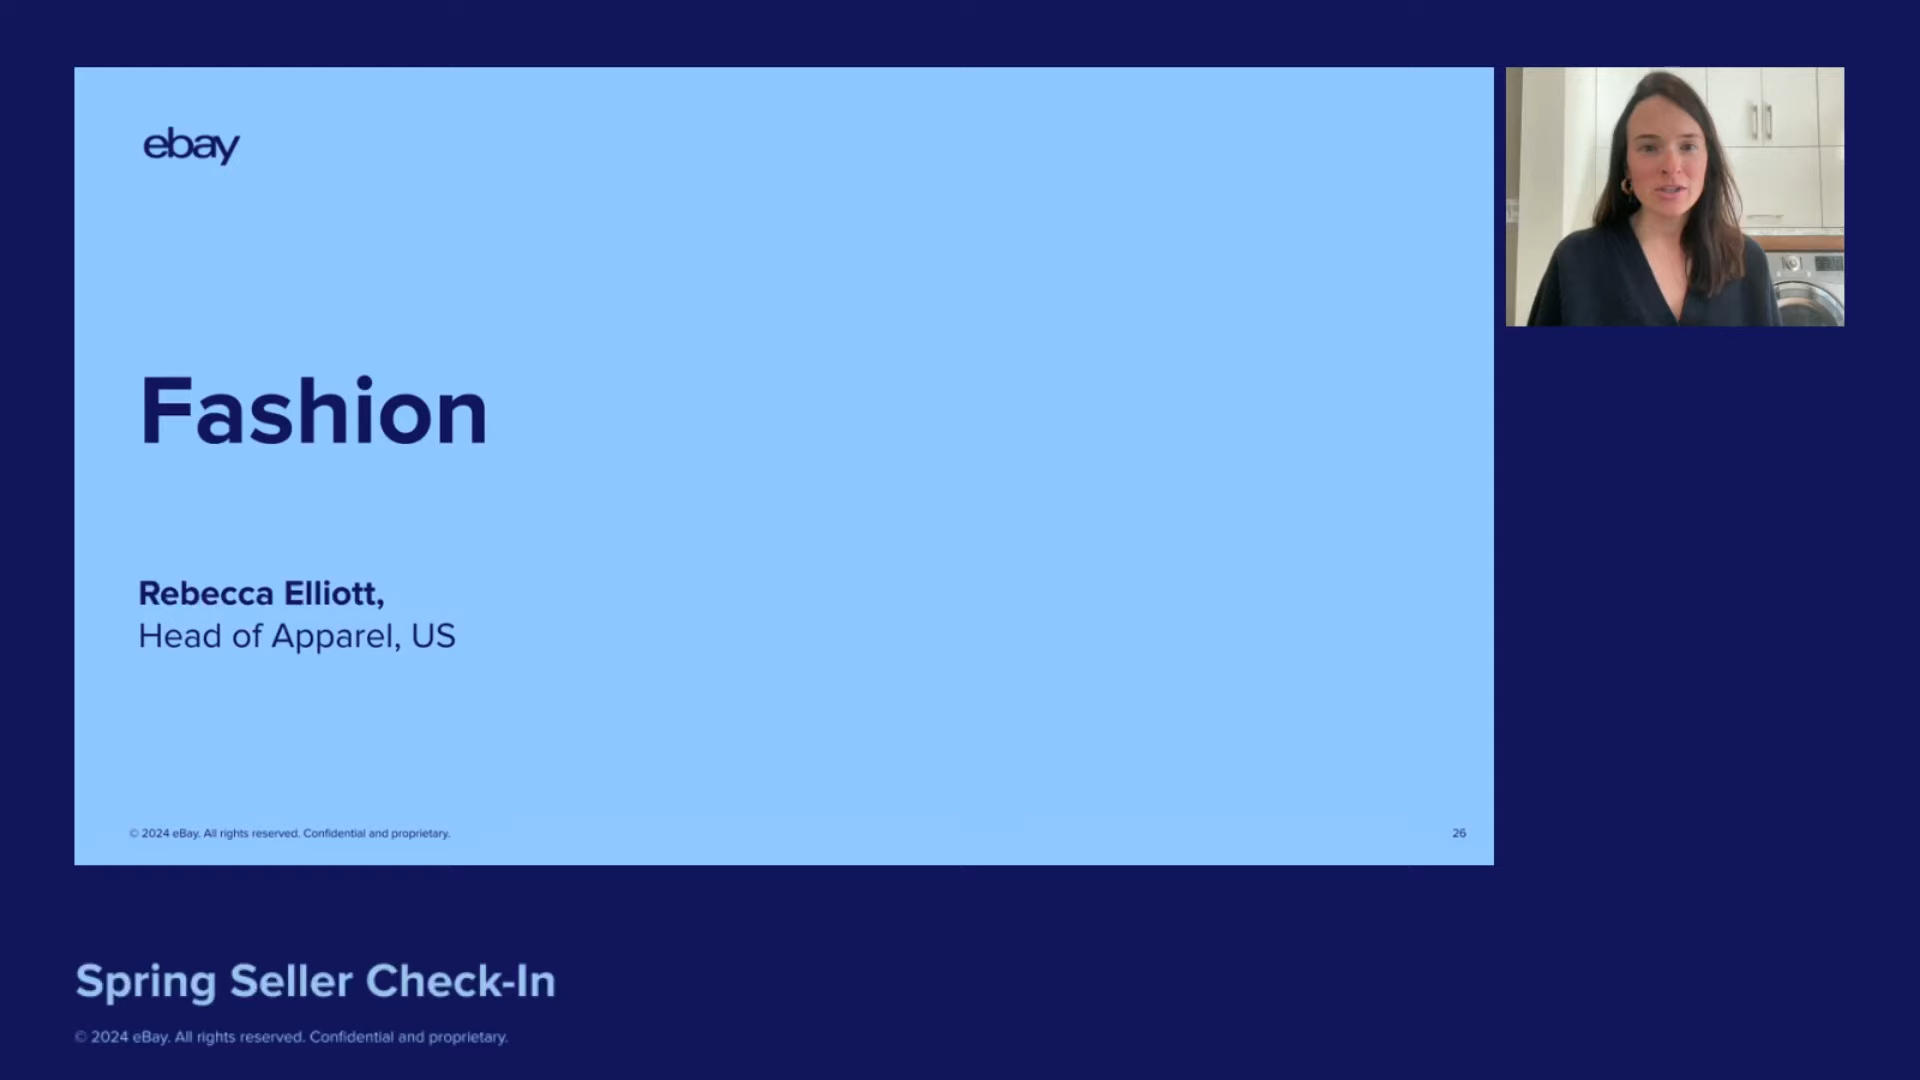 ebay
Fashion
Rebecca Elliott,
Head of Apparel, US
© 2024 eBay. All rights reserved. Confidential and proprietary.
26
Spring Seller Check-In
© 2024 eBay. All rights reserved. Confidential and proprietary.